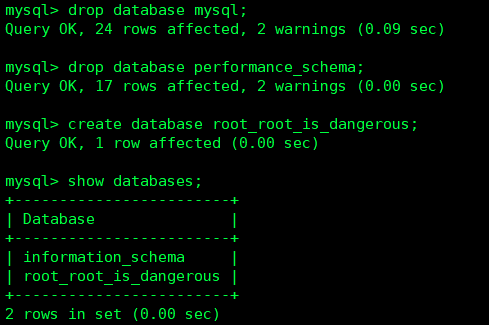 mysql> drop database mysql;
Query OK, 24 rows affected, 2 warnings (0.09 sec)
mysql> drop database performance_schema;
Query OK, 17 rows affected, 2 warnings (0.00 sec)
mysql> create database root_root_is_dangerous;
Query OK, 1 row affected (0.00 sec)
mysql> show databases;
+------------------------+
| Database               |
+------------------------+
| information_schema     |
| root_root_is_dangerous |
+------------------------+
2 rows in set (0.00 sec)